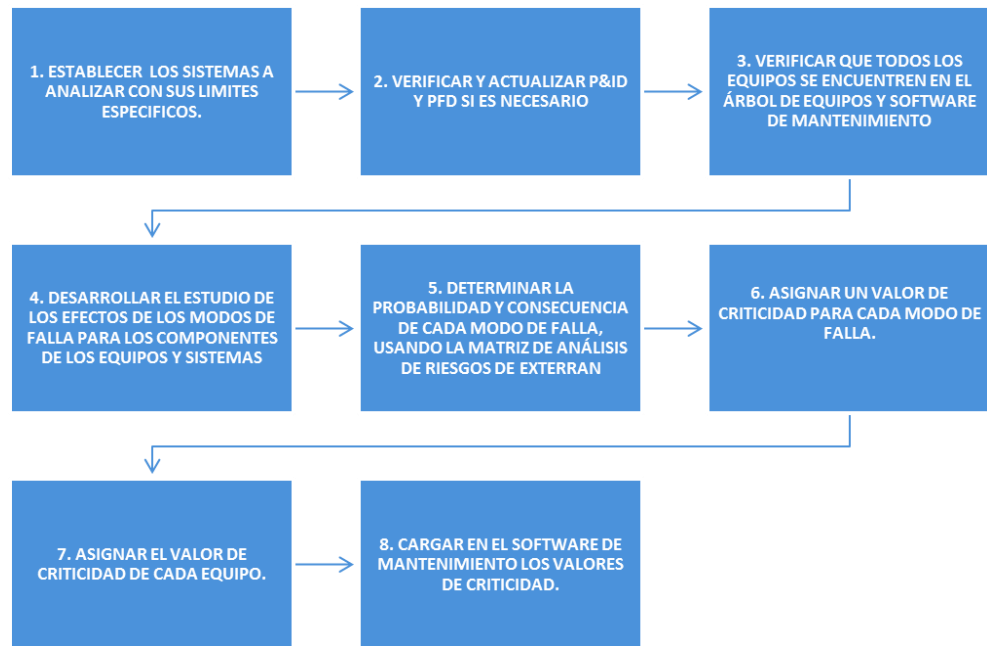 1. ESTABLECER LOS SISTEMAS A
ANALIZAR CON SUS LIMITES
ESPECIFICOS.
2. VERIFICAR Y ACTUALIZAR P&ID
Y PFD SI ES NECESARIO
3. VERIFICAR QUE TODOS LOS
EQUIPOS SE ENCUENTREN EN EL
ÁRBOL DE EQUIPOS Y SOFTWARE
DE MANTENIMIENTO
4. DESARROLLAR EL ESTUDIO DE
LOS EFECTOS DE LOS MODOS DE
FALLA PARA LOS COMPONENTES
DE LOS EQUIPOS Y SISTEMAS
5. DETERMINAR LA
PROBABILIDAD Y CONSECUENCIA
DE CADA MODO DE FALLA,
USANDO LA MATRIZ DE ANÁLISIS
DE RIESGOS DE EXTERRAN
6. ASIGNAR UN VALOR DE
CRITICIDAD PARA CADA MODO DE
FALLA.
7. ASIGNAR EL VALOR DE
CRITICIDAD DE CADA EQUIPO.
8. CARGAR EN EL SOFTWARE DE
MANTENIMIENTO LOS VALORES
DE CRITICIDAD.